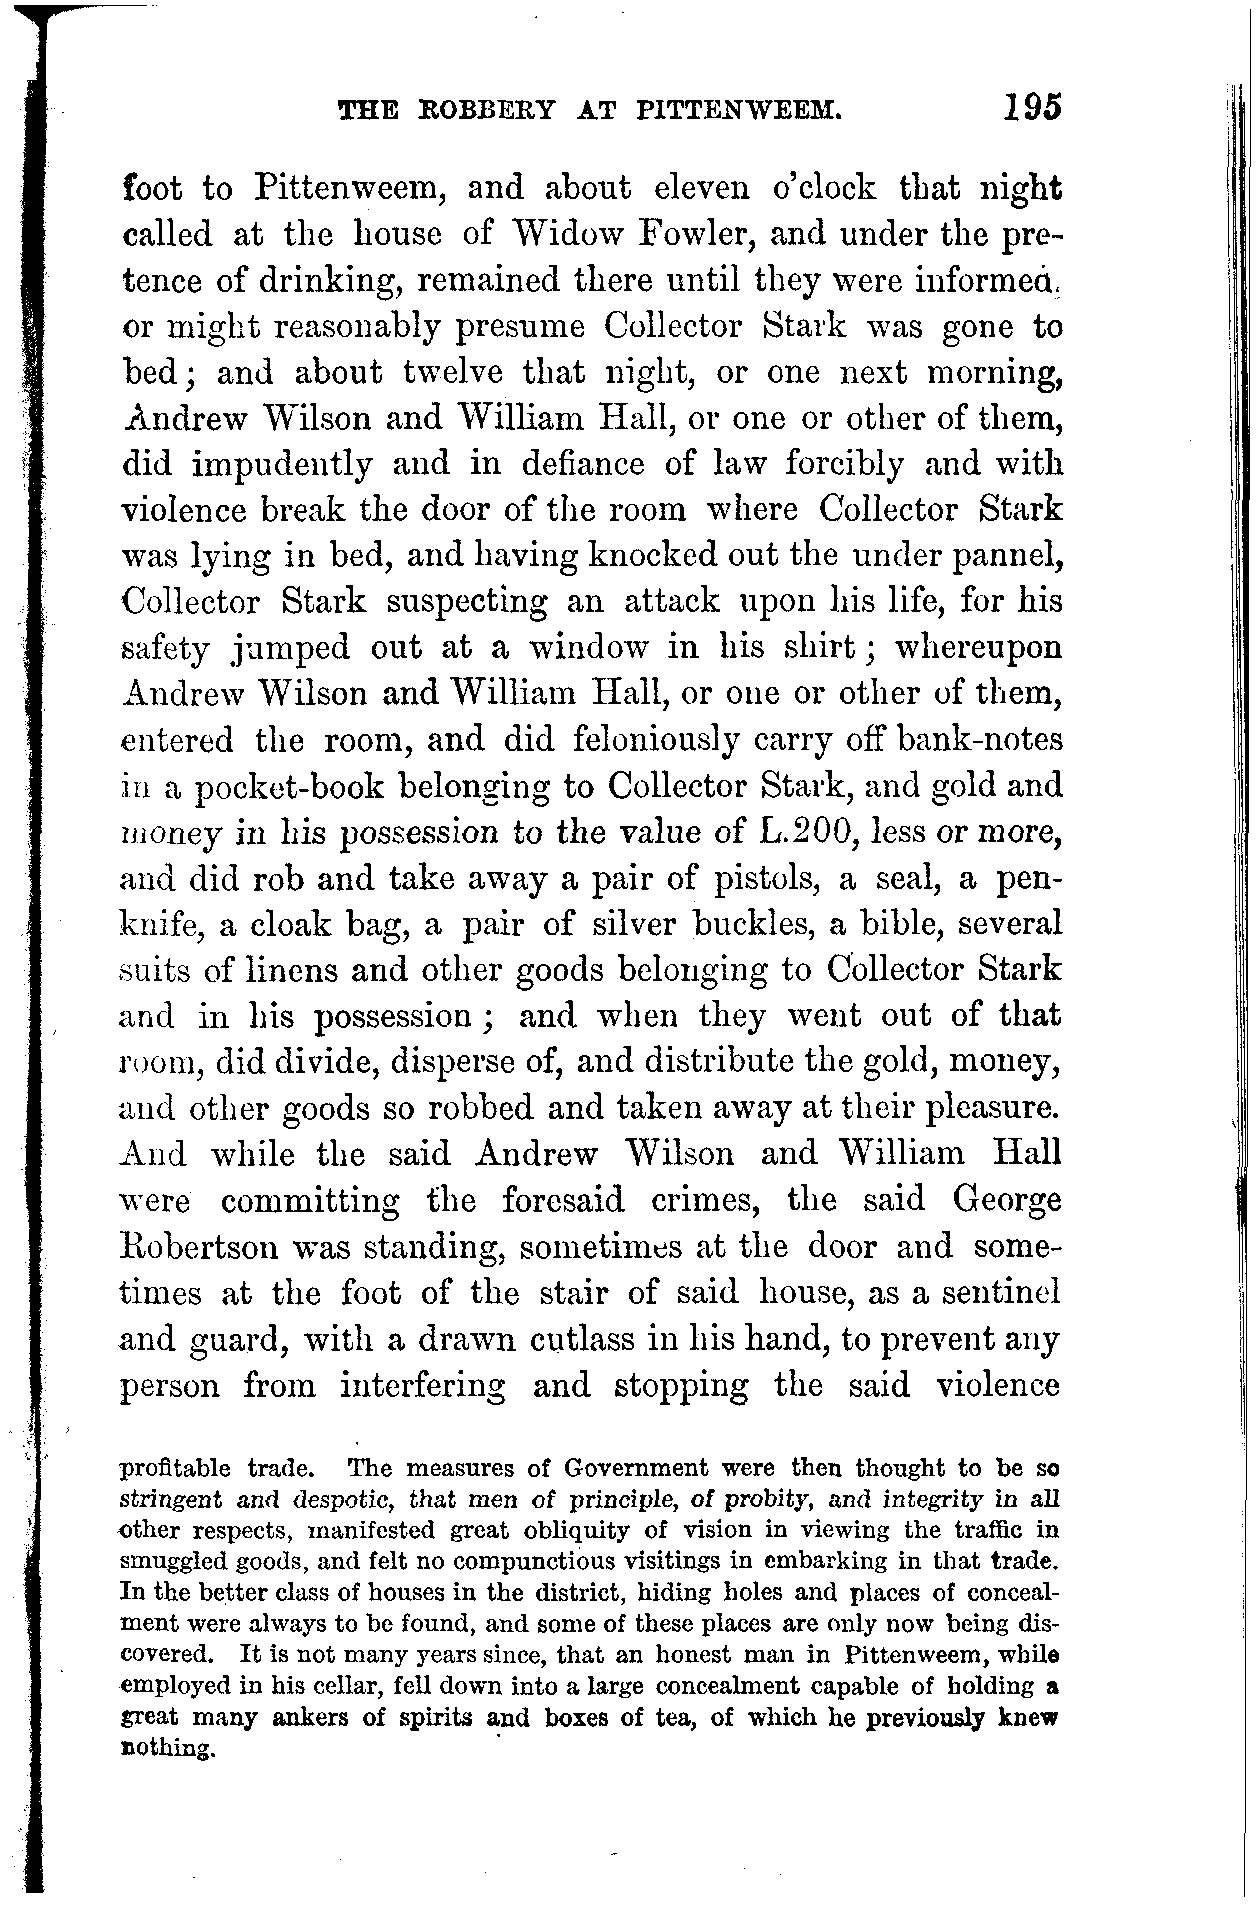 THE ROBBERY AT PITTENWEEM. 195
foot to Pittenweem, and about eleven o'clock that night
called at the house of Widow Fowler, and under the pre-
tence of drinking, remained there until they were informed,
or might reasonably presume Collector Stark was gone to
bed; and about twelve that night, or one next morning,
Andrew Wilson and William Hall, or one or other of them,
did impudently and in defiance of law forcibly and with
violence break the door of the room where Collector Stark
was lying in bed, and having knocked out the under pannel,
Collector Stark suspecting an attack upon his life, for his
safety jumped out at a window in his shirt; whereupon
Andrew Wilson and William Hall, or one or other of them,
entered the room, and did feloniously carry off bank-notes
in a pocket-book belonging to Collector Stark, and gold and
money in his possession to the value of L.200, less or more,
and did rob and take away a pair of pistols, a seal, a pen-
knife, a cloak bag, a pair of silver buckles, a bible, several
suits of linens and other goods belonging to Collector Stark
and in his possession; and when they went out of that
room, did divide, disperse of, and distribute the gold, money,
and other goods so robbed and taken away at their pleasure.
And while the said Andrew Wilson and William Hall
were committing the foresaid crimes, the said George
Robertson was standing, sometimes at the door and some-
times at the foot of the stair of said house, as a sentinel
and guard, with a drawn cutlass in his hand, to prevent any
person from interfering and stopping the said violence
profitable trade. The measures of Government were then thought to be so
stringent and despotic, that men of principle, of probity, and integrity in all
other respects, manifested great obliquity of vision in viewing the traffic in
smuggled goods, and felt no compunctious visitings in embarking in that trade.
In the better class of houses in the district, hiding holes and places of conceal-
ment were always to be found, and some of these places are only now being dis-
covered. It is not many years since, that an honest man in Pittenweem, while
employed in his cellar, fell down into a large concealment capable of holding a
great many ankers of spirits and boxes of tea, of which he previously knew
nothing.